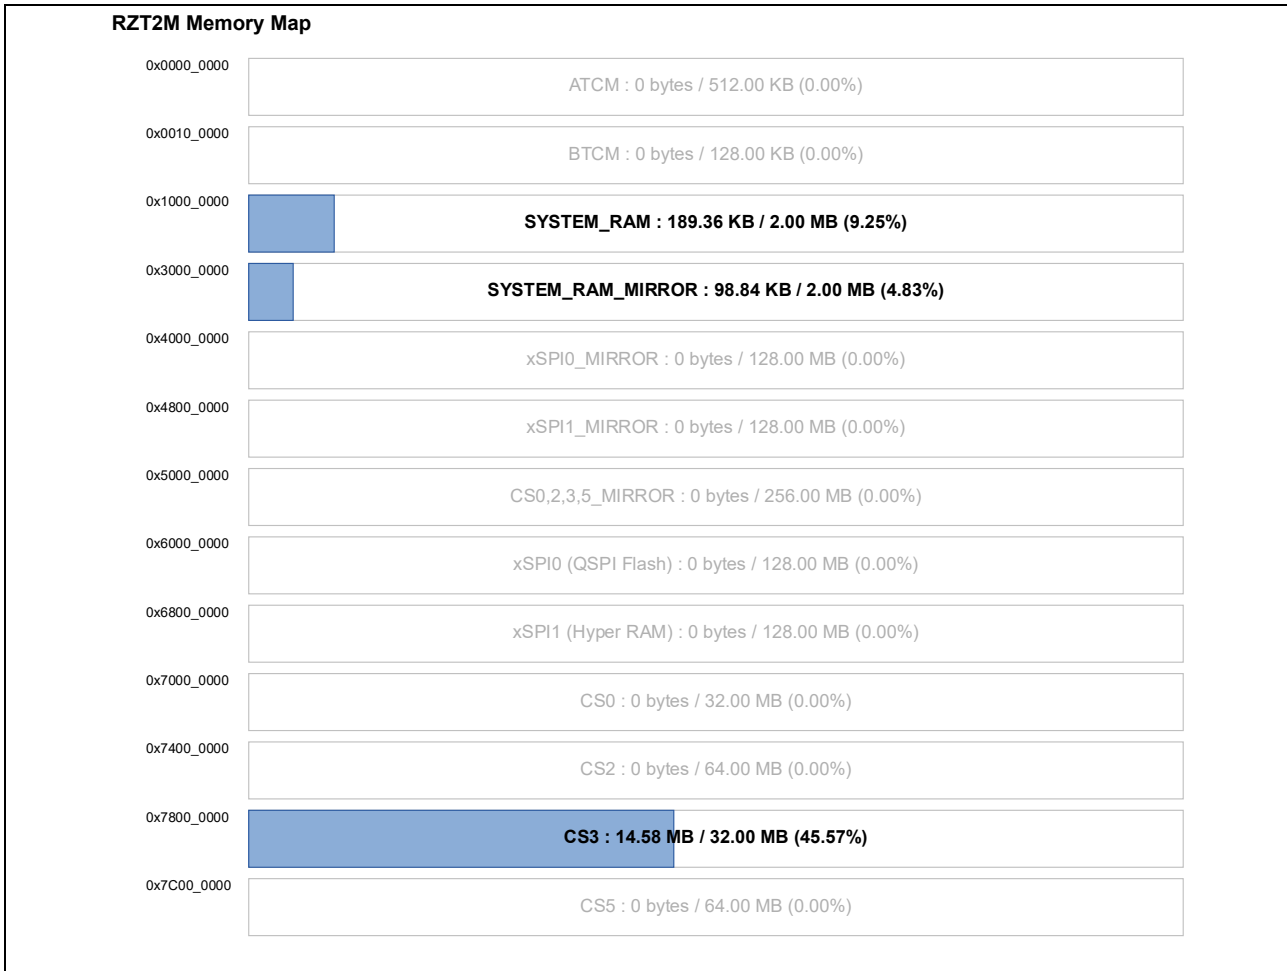 RZT2M Memory Map
0x0000_0000
ATCM : 0 bytes / 512.00 KB (0.00%)
0x0010_0000
BTCM : 0 bytes / 128.00 KB (0.00%)
0x1000_0000
SYSTEM_RAM : 189.36 KB / 2.00 MB (9.25%)
0x3000_0000
SYSTEM_RAM_MIRROR : 98.84 KB / 2.00 MB (4.83%)
0x4000_0000
xSPI0_MIRROR : 0 bytes / 128.00 MB (0.00%)
0x4800_0000
xSPI1_MIRROR : 0 bytes / 128.00 MB (0.00%)
0x5000_0000
CS0,2,3,5_MIRROR : 0 bytes / 256.00 MB (0.00%)
0x6000_0000
xSPI0 (QSPI Flash) : 0 bytes / 128.00 MB (0.00%)
0x6800_0000
xSPI1 (Hyper RAM) : 0 bytes / 128.00 MB (0.00%)
0x7000_0000
CS0 : 0 bytes / 32.00 MB (0.00%)
0x7400_0000
CS2 : 0 bytes / 64.00 MB (0.00%)
0x7800_0000
CS3 : 14.58 MB / 32.00 MB (45.57%)
0x7C00_0000
CS5 : 0 bytes / 64.00 MB (0.00%)